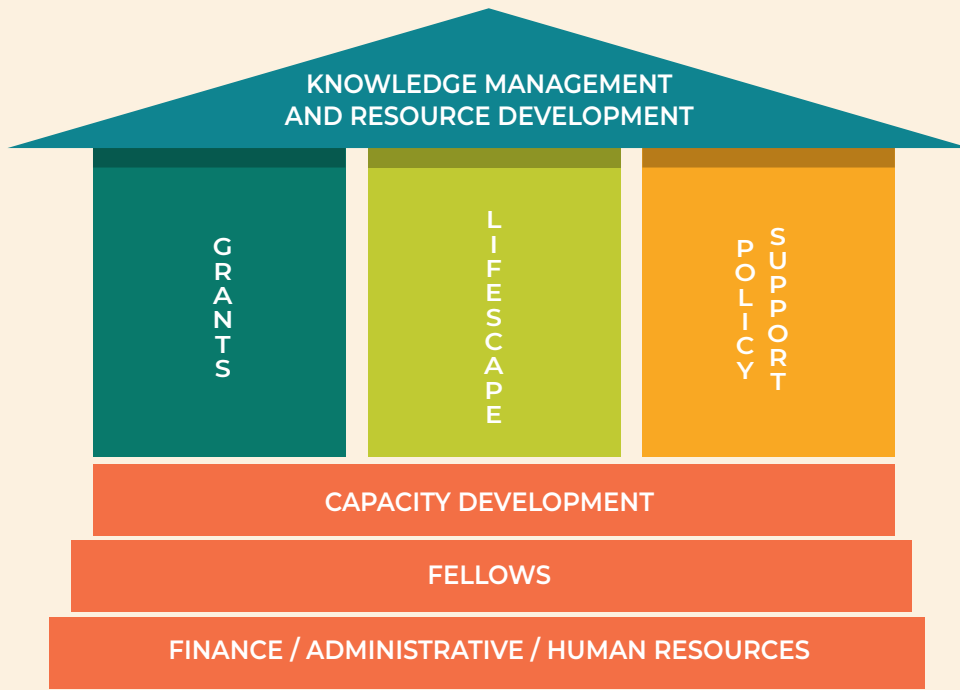 KNOWLEDGE MANAGEMENT
AND RESOURCE DEVELOPMENT
GRANTS
LIFESCAPE
POLICY
SUPPORT
CAPACITY DEVELOPMENT
FELLOWS
FINANCE / ADMINISTRATIVE / HUMAN RESOURCES